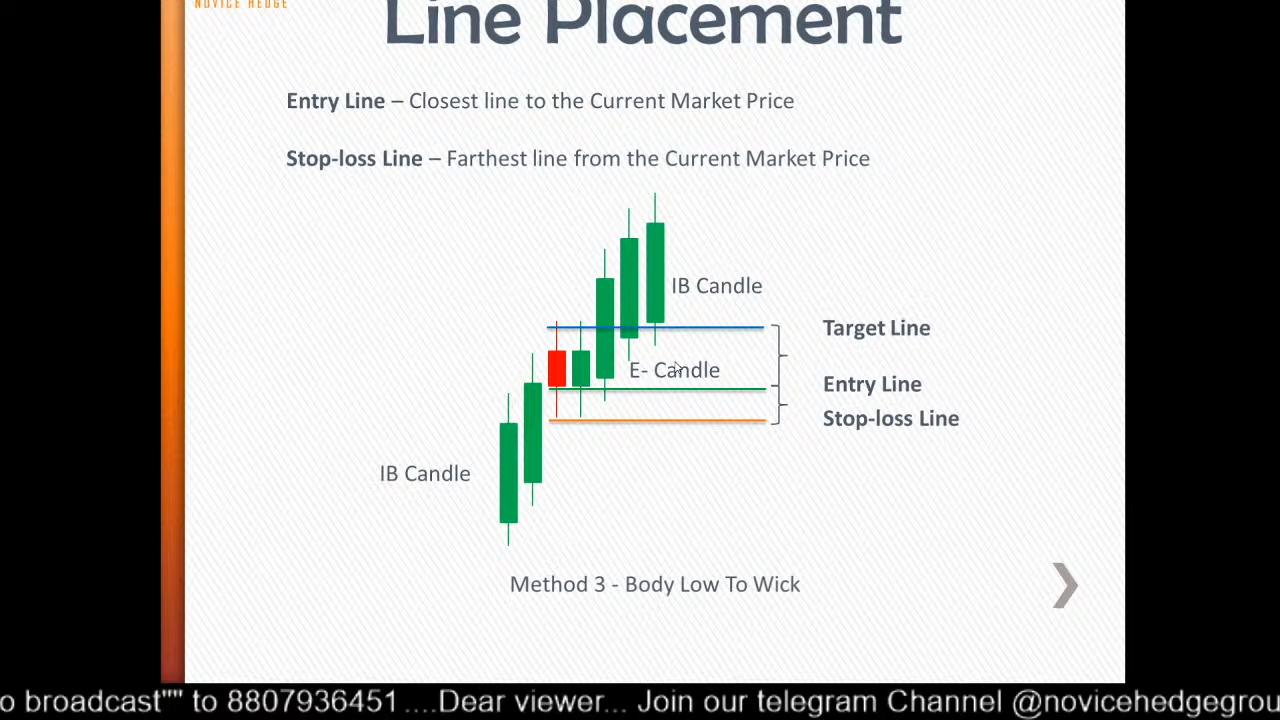 NOVICE HEDGE
Line Placement
Entry Line – Closest line to the Current Market Price
Stop-loss Line – Farthest line from the Current Market Price
IB Candle
Target Line
E- Candle
Entry Line
Stop-loss Line
IB Candle
Method 3 - Body Low To Wick
o broadcast"" to 8807936451 ....Dear viewer... Join our telegram Channel @novicehedgegrou